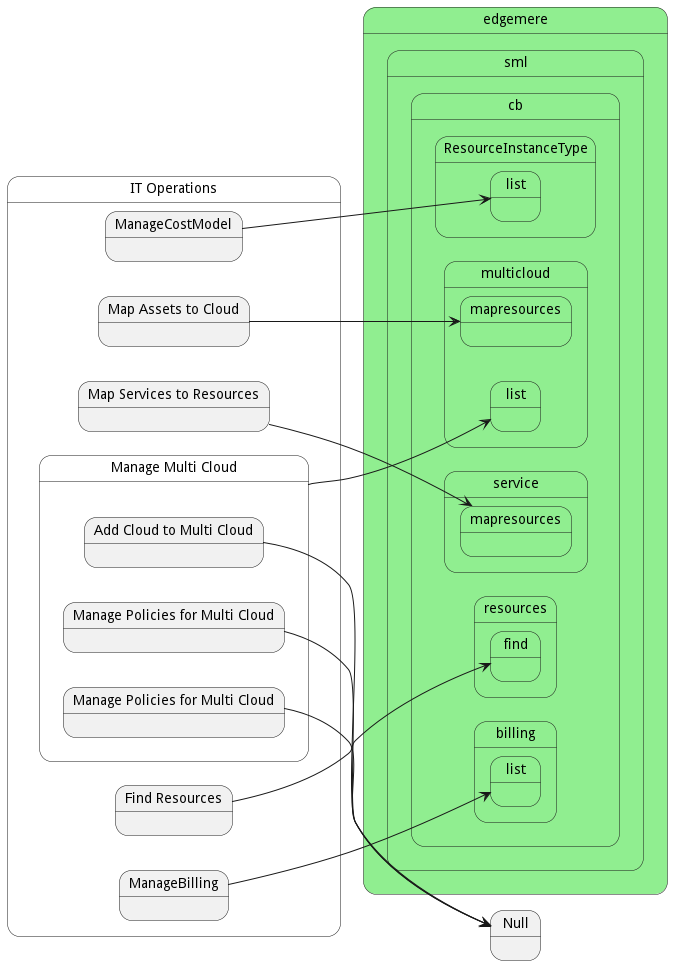 edgemere
sml
cb
ResourceInstanceType
list
IT Operations
ManageCostModel
multicloud
Map Assets to Cloud
mapresources
Map Services to Resources
list
Manage Multi Cloud
service
Add Cloud to Multi Cloud
mapresources
Manage Policies for Multi Cloud
resources
find
Manage Policies for Multi Cloud
billing
list
Find Resources
ManageBilling
Null